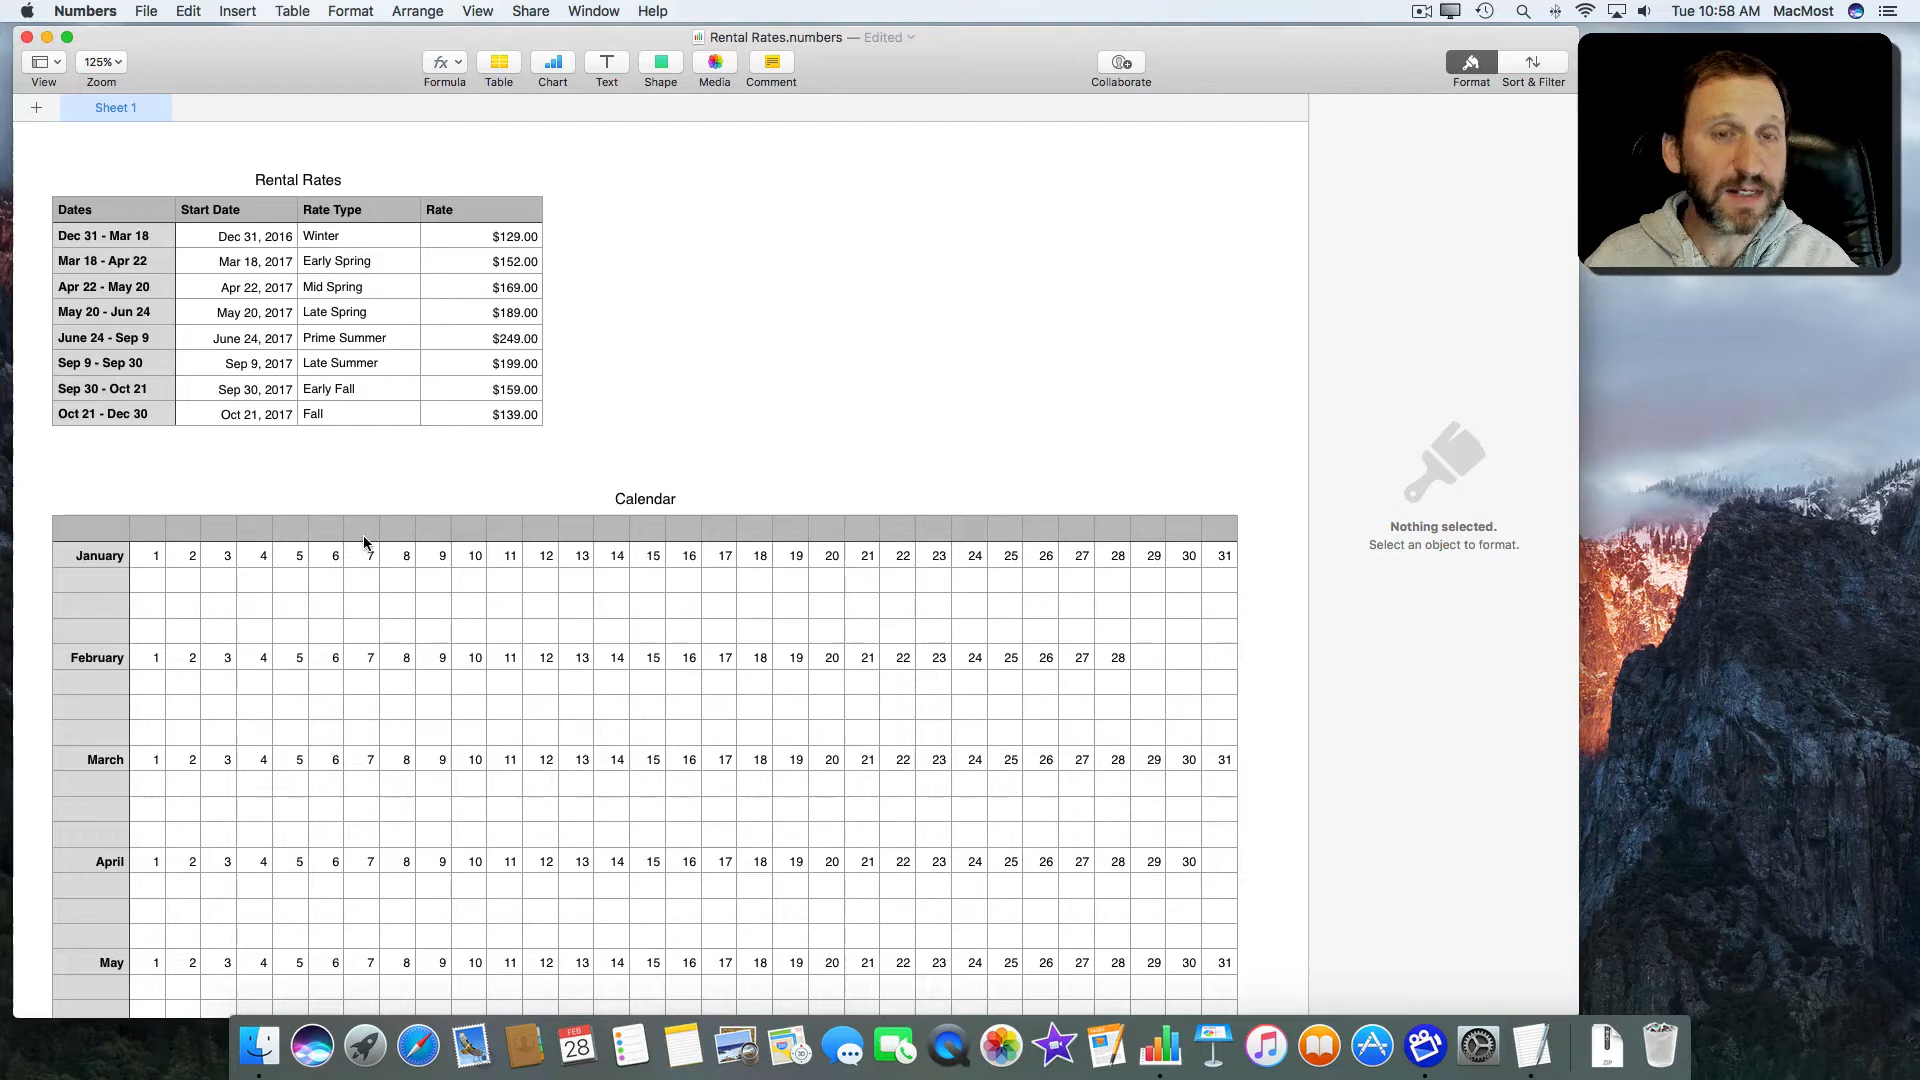 Numbers File Edit Insert Table Format Arrange View Share Window Help Tue 10:58 AM MacMost
Rental Rates.numbers — Edited
125%
View Zoom Formula Table Chart Text Shape Media Comment Collaborate Format Sort & Filter
Sheet 1
Rental Rates
Dates Start Date Rate Type Rate
Dec 31 - Mar 18 Dec 31, 2016 Winter $129.00
Mar 18 - Apr 22 Mar 18, 2017 Early Spring $152.00
Apr 22 - May 20 Apr 22, 2017 Mid Spring $169.00
May 20 - Jun 24 May 20, 2017 Late Spring $189.00
June 24 - Sep 9 June 24, 2017 Prime Summer $249.00
Sep 9 - Sep 30 Sep 9, 2017 Late Summer $199.00
Sep 30 - Oct 21 Sep 30, 2017 Early Fall $159.00
Oct 21 - Dec 30 Oct 21, 2017 Fall $139.00
Calendar
January 1 2 3 4 5 6 7 8 9 10 11 12 13 14 15 16 17 18 19 20 21 22 23 24 25 26 27 28 29 30 31
February 1 2 3 4 5 6 7 8 9 10 11 12 13 14 15 16 17 18 19 20 21 22 23 24 25 26 27 28
March 1 2 3 4 5 6 7 8 9 10 11 12 13 14 15 16 17 18 19 20 21 22 23 24 25 26 27 28 29 30 31
April 1 2 3 4 5 6 7 8 9 10 11 12 13 14 15 16 17 18 19 20 21 22 23 24 25 26 27 28 29 30
May 1 2 3 4 5 6 7 8 9 10 11 12 13 14 15 16 17 18 19 20 21 22 23 24 25 26 27 28 29 30 31
Nothing selected.
Select an object to format.
FEB
28
ZIP